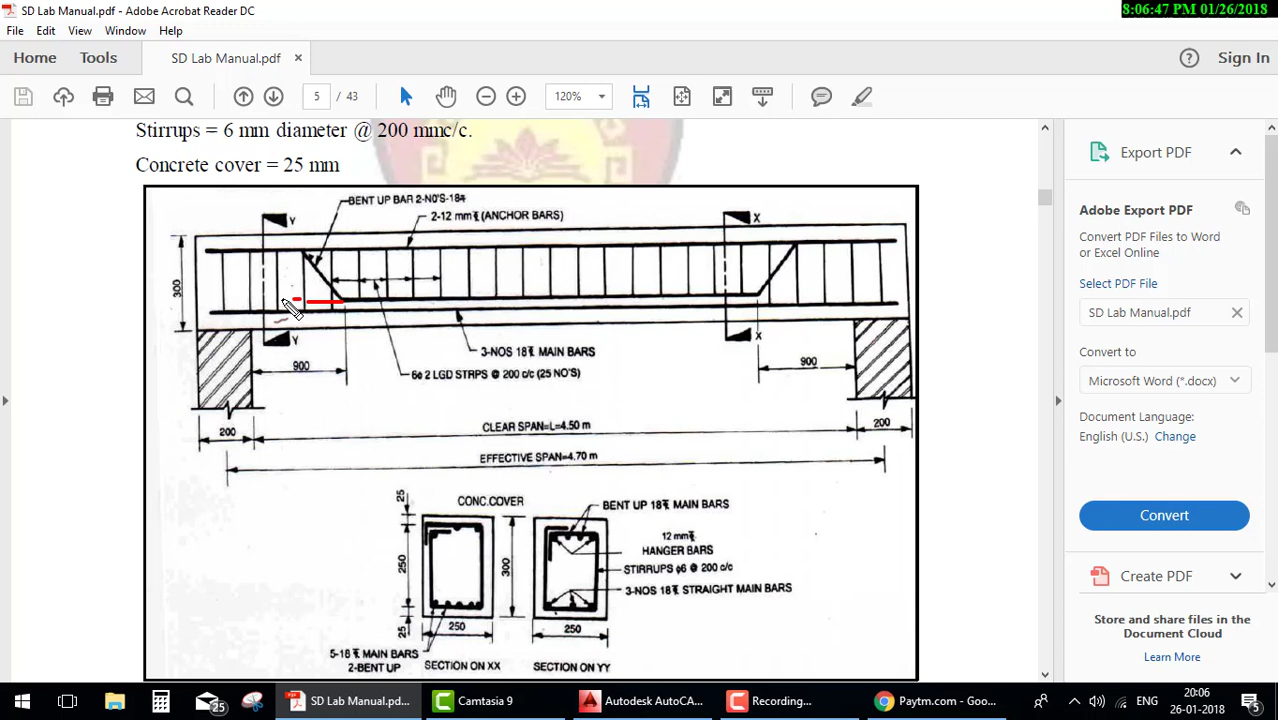 SD Lab Manual.pdf - Adobe Acrobat Reader DC
8:06:47 PM 01/26/2018
File Edit View Window Help
Home Tools SD Lab Manual.pdf × Sign In
5 / 43 120%
Stirrups = 6 mm diameter @ 200 mmc/c.
Concrete cover = 25 mm
BENT UP BAR 2-NO'S-18
2-12 mm (ANCHOR BARS)
Y X
300
Y X
3-NOS 18 MAIN BARS
900 900
6ϕ 2 LGD STRPS @ 200 c/c (25 NO'S)
CLEAR SPAN=L=4.50 m
200 200
EFFECTIVE SPAN=4.70 m
25 CONC.COVER BENT UP 18 MAIN BARS
12 mm
HANGER BARS
250 300 STIRRUPS ϕ6 @ 200 c/c
3-NOS 18 STRAIGHT MAIN BARS
25 250 250
5-18 MAIN BARS
2-BENT UP SECTION ON XX SECTION ON YY
Export PDF
Adobe Export PDF
Convert PDF Files to Word
or Excel Online
Select PDF File
SD Lab Manual.pdf ×
Convert to
Microsoft Word (*.docx)
Document Language:
English (U.S.) Change
Convert
Create PDF
Store and share files in the
Document Cloud
Learn More
25 SD Lab Manual.pd... Camtasia 9 Autodesk AutoCA... Recording... Paytm.com - Goo... ENG 20:06
26-01-2018 5